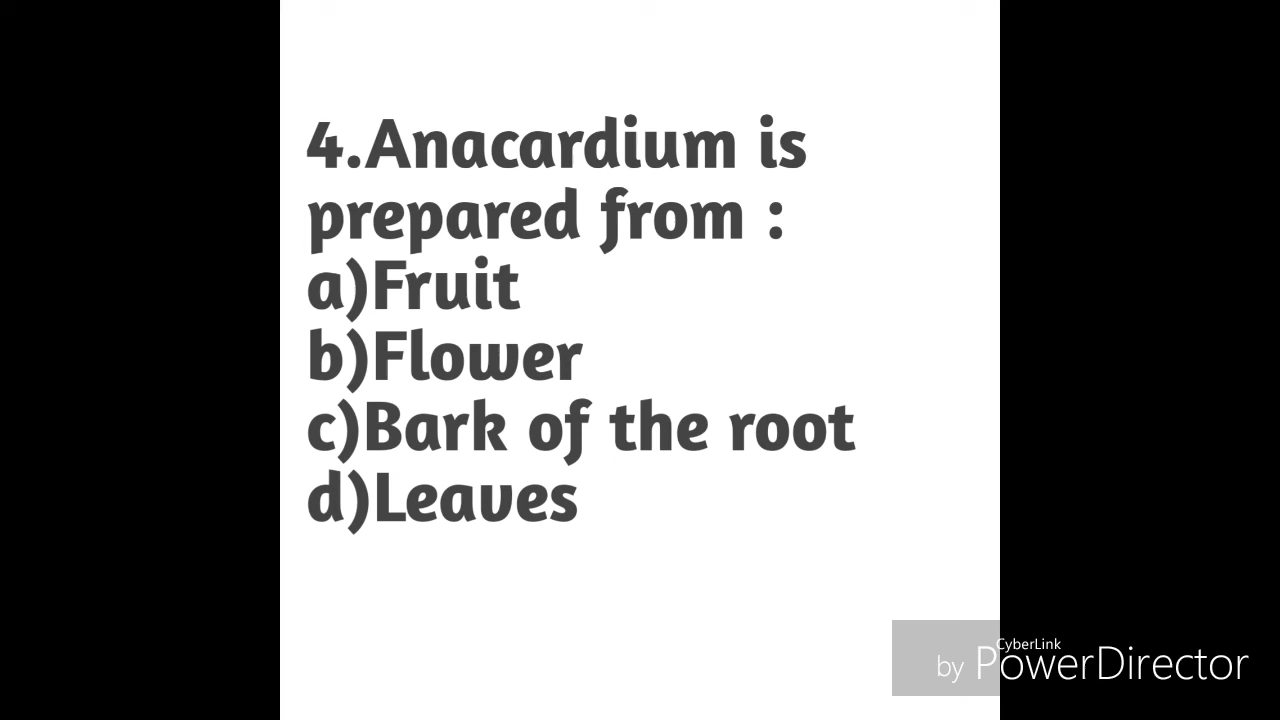 4.Anacardium is
prepared from :
a)Fruit
b)Flower
c)Bark of the root
d)Leaves
CyberLink
by PowerDirector